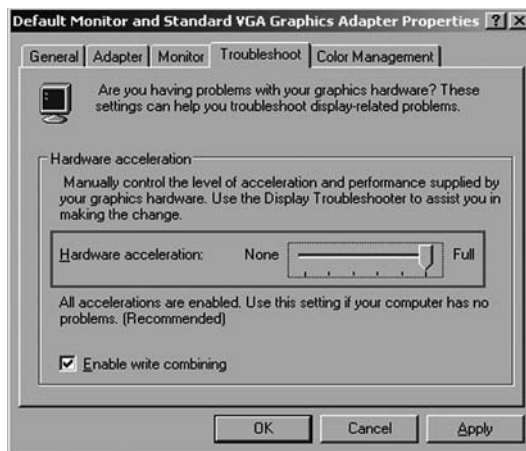 Default Monitor and Standard VGA Graphics Adapter Properties ? X
General Adapter Monitor Troubleshoot Color Management
Are you having problems with your graphics hardware? These
settings can help you troubleshoot display-related problems.
Hardware acceleration
Manually control the level of acceleration and performance supplied by
your graphics hardware. Use the Display Troubleshooter to assist you in
making the change.
Hardware acceleration: None Full
All accelerations are enabled. Use this setting if your computer has no
problems. (Recommended)
Enable write combining
OK Cancel Apply